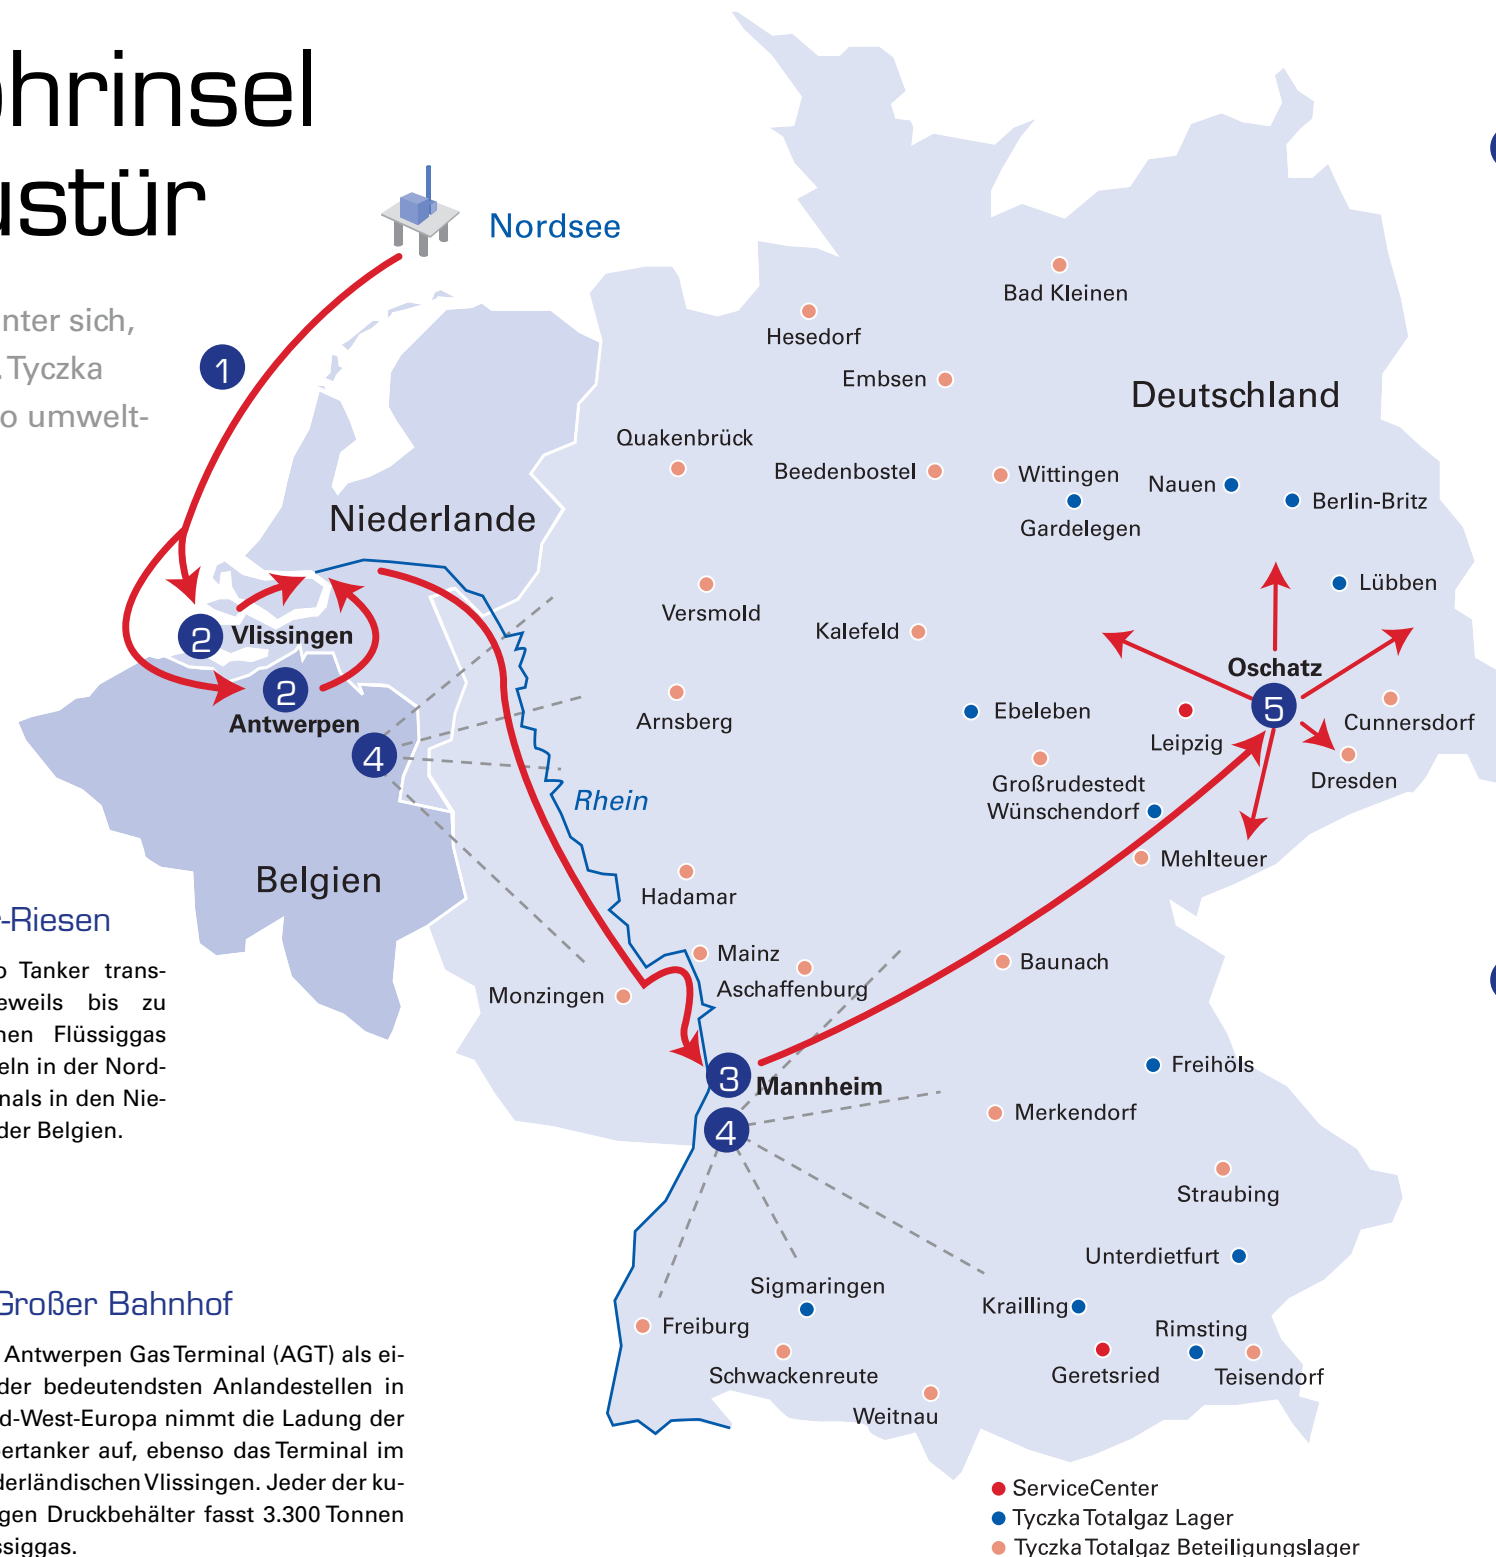 ohrinsel
ustür
nter sich,
. Tyczka
o umwelt-
Nordsee
1
Bad Kleinen
Hesedorf
Embsen
Deutschland
Quakenbrück
Beedenbostel
Wittingen
Nauen
Berlin-Britz
Gardelegen
Niederlande
Lübben
Versmold
Kalefeld
2 Vlissingen
Oschatz
2
5
Antwerpen
Arnsberg
Ebeleben
Leipzig
Cunnersdorf
4
Dresden
Großrudestedt
Rhein
Wünschendorf
Mehlteuer
Belgien
Hadamar
-Riesen
Mainz
Baunach
Aschaffenburg
Monzingen
o Tanker trans-
eweils bis zu
nen Flüssiggas
eln in der Nord-
nals in den Nie-
der Belgien.
3 Mannheim
Freihöls
4
Merkendorf
Straubing
Unterdietfurt
Sigmaringen
Krailling
Rimsting
Freiburg
Schwackenreute
Geretsried
Teisendorf
Weitnau
Großer Bahnhof
Antwerpen Gas Terminal (AGT) als ei-
der bedeutendsten Anlandestellen in
d-West-Europa nimmt die Ladung der
ertanker auf, ebenso das Terminal im
derländischen Vlissingen. Jeder der ku-
gen Druckbehälter fasst 3.300 Tonnen
ssiggas.
ServiceCenter
Tyczka Totalgaz Lager
Tyczka Totalgaz Beteiligungslager